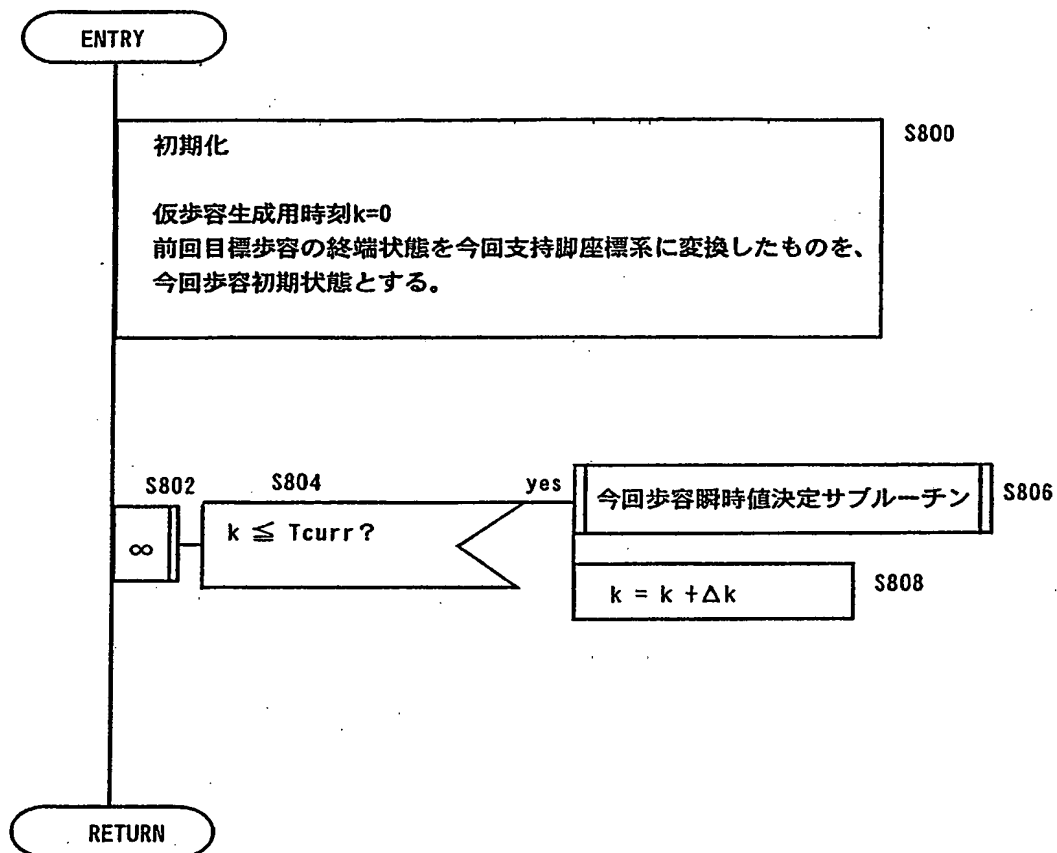 ENTRY
S800
初期化
仮歩容生成用時刻k=0
前回目標歩容の終端状態を今回支持脚座標系に変換したものを、
今回歩容初期状態とする。
S802
∞
S804
k ≦ Tcurr?
yes
今回歩容瞬時値決定サブルーチン
S806
k = k +Δk
S808
RETURN